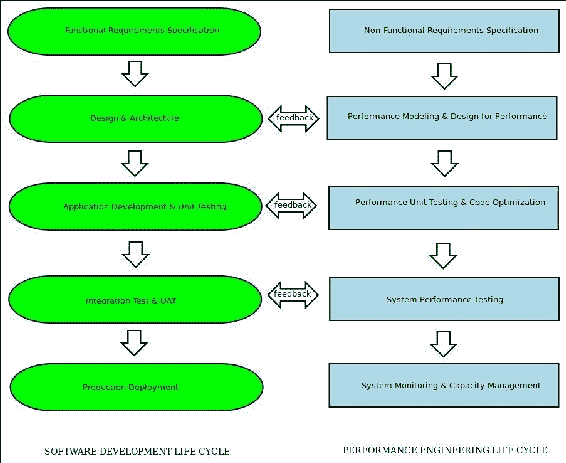 Functional Requirements Specification
Non Functional Requirements Specification
Design & Architecture
feedback
Performance Modeling & Design for Performance
Application Development & Unit Testing
feedback
Performance Unit Testing & Code Optimization
Integration Test & UAT
feedback
System Performance Testing
Production Deployment
System Monitoring & Capacity Management
SOFTWARE DEVELOPMENT LIFE CYCLE
PERFORMANCE ENGINEERING LIFE CYCLE